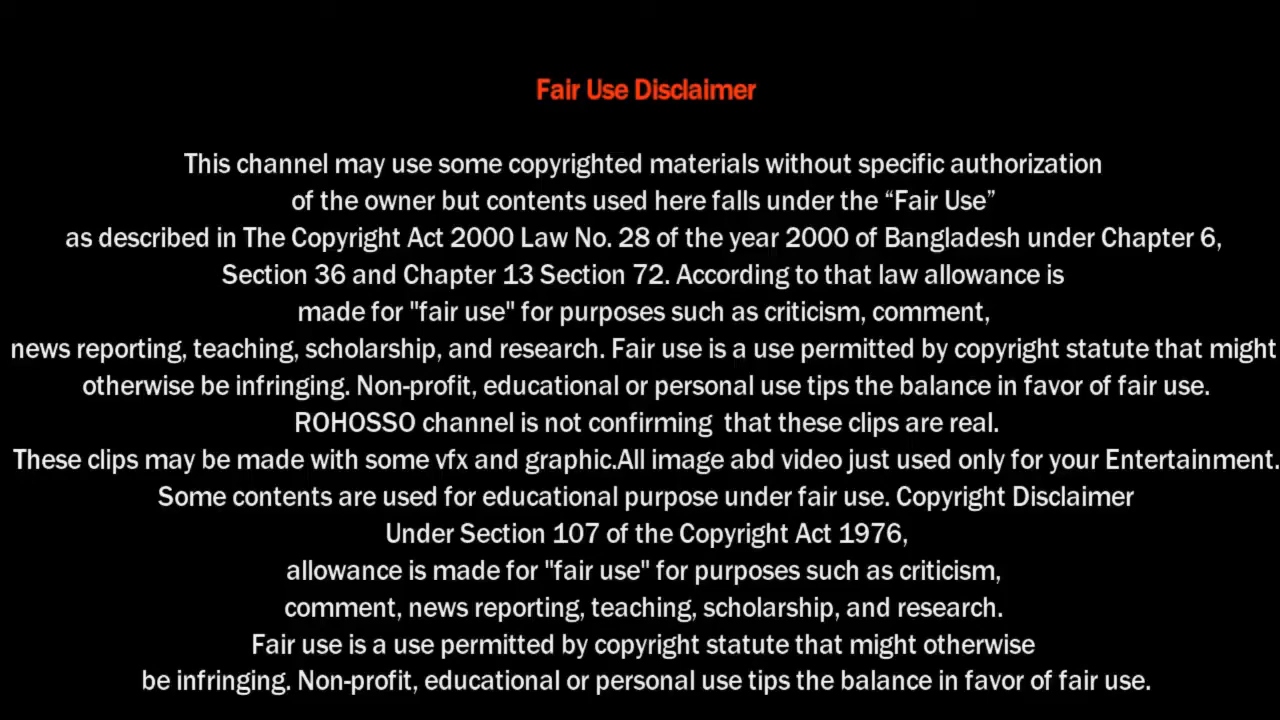 Fair Use Disclaimer
This channel may use some copyrighted materials without specific authorization
of the owner but contents used here falls under the “Fair Use”
as described in The Copyright Act 2000 Law No. 28 of the year 2000 of Bangladesh under Chapter 6,
Section 36 and Chapter 13 Section 72. According to that law allowance is
made for "fair use" for purposes such as criticism, comment,
news reporting, teaching, scholarship, and research. Fair use is a use permitted by copyright statute that might
otherwise be infringing. Non-profit, educational or personal use tips the balance in favor of fair use.
ROHOSSO channel is not confirming  that these clips are real.
These clips may be made with some vfx and graphic.All image abd video just used only for your Entertainment.
Some contents are used for educational purpose under fair use. Copyright Disclaimer
Under Section 107 of the Copyright Act 1976,
allowance is made for "fair use" for purposes such as criticism,
comment, news reporting, teaching, scholarship, and research.
Fair use is a use permitted by copyright statute that might otherwise
be infringing. Non-profit, educational or personal use tips the balance in favor of fair use.